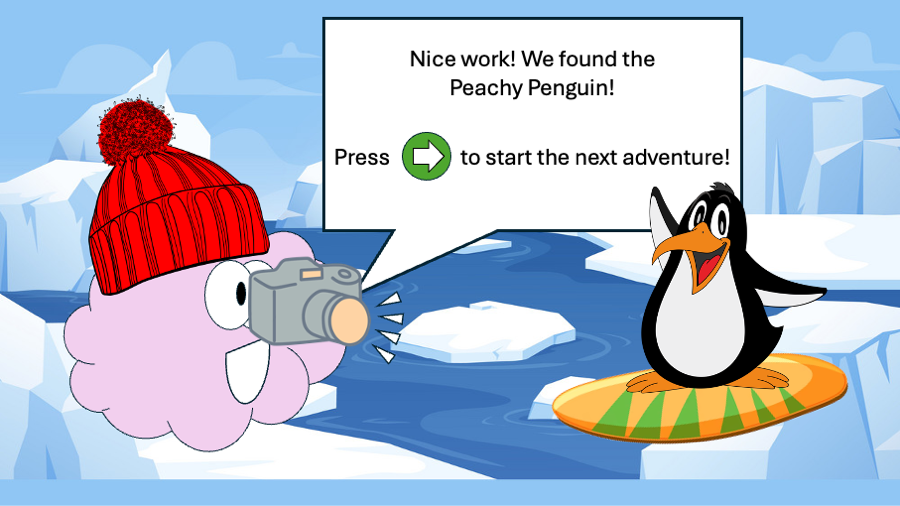 Nice work! We found the
Peachy Penguin!
Press to start the next adventure!